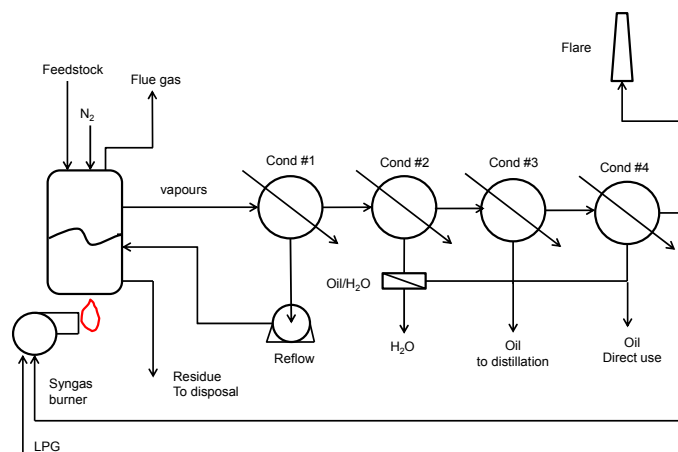 Flare
Feedstock
Flue gas
N₂
Cond #1
Cond #2
Cond #3
Cond #4
vapours
Oil/H₂O
Reflow
H₂O
Oil
to distillation
Oil
Direct use
Residue
To disposal
Syngas
burner
LPG